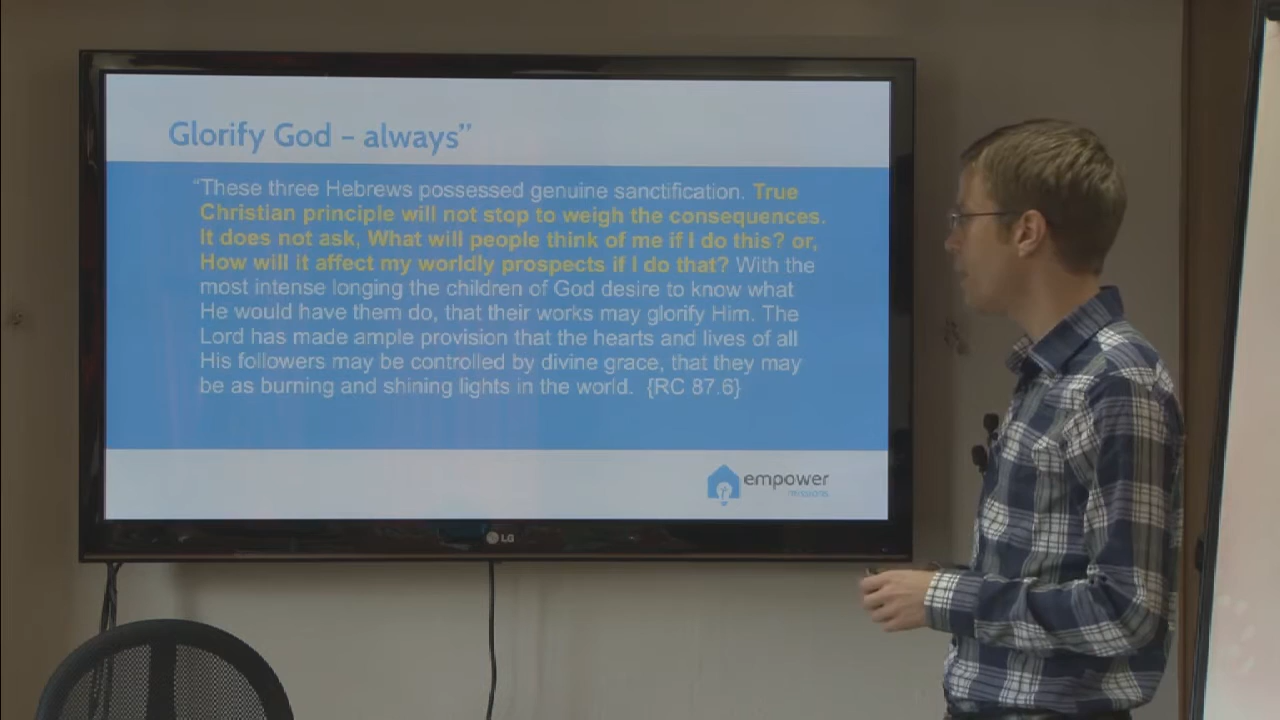 Glorify God – always”
“These three Hebrews possessed genuine sanctification. True
Christian principle will not stop to weigh the consequences.
It does not ask, What will people think of me if I do this? or,
How will it affect my worldly prospects if I do that? With the
most intense longing the children of God desire to know what
He would have them do, that their works may glorify Him. The
Lord has made ample provision that the hearts and lives of all
His followers may be controlled by divine grace, that they may
be as burning and shining lights in the world. {RC 87.6}
empower
missions
LG